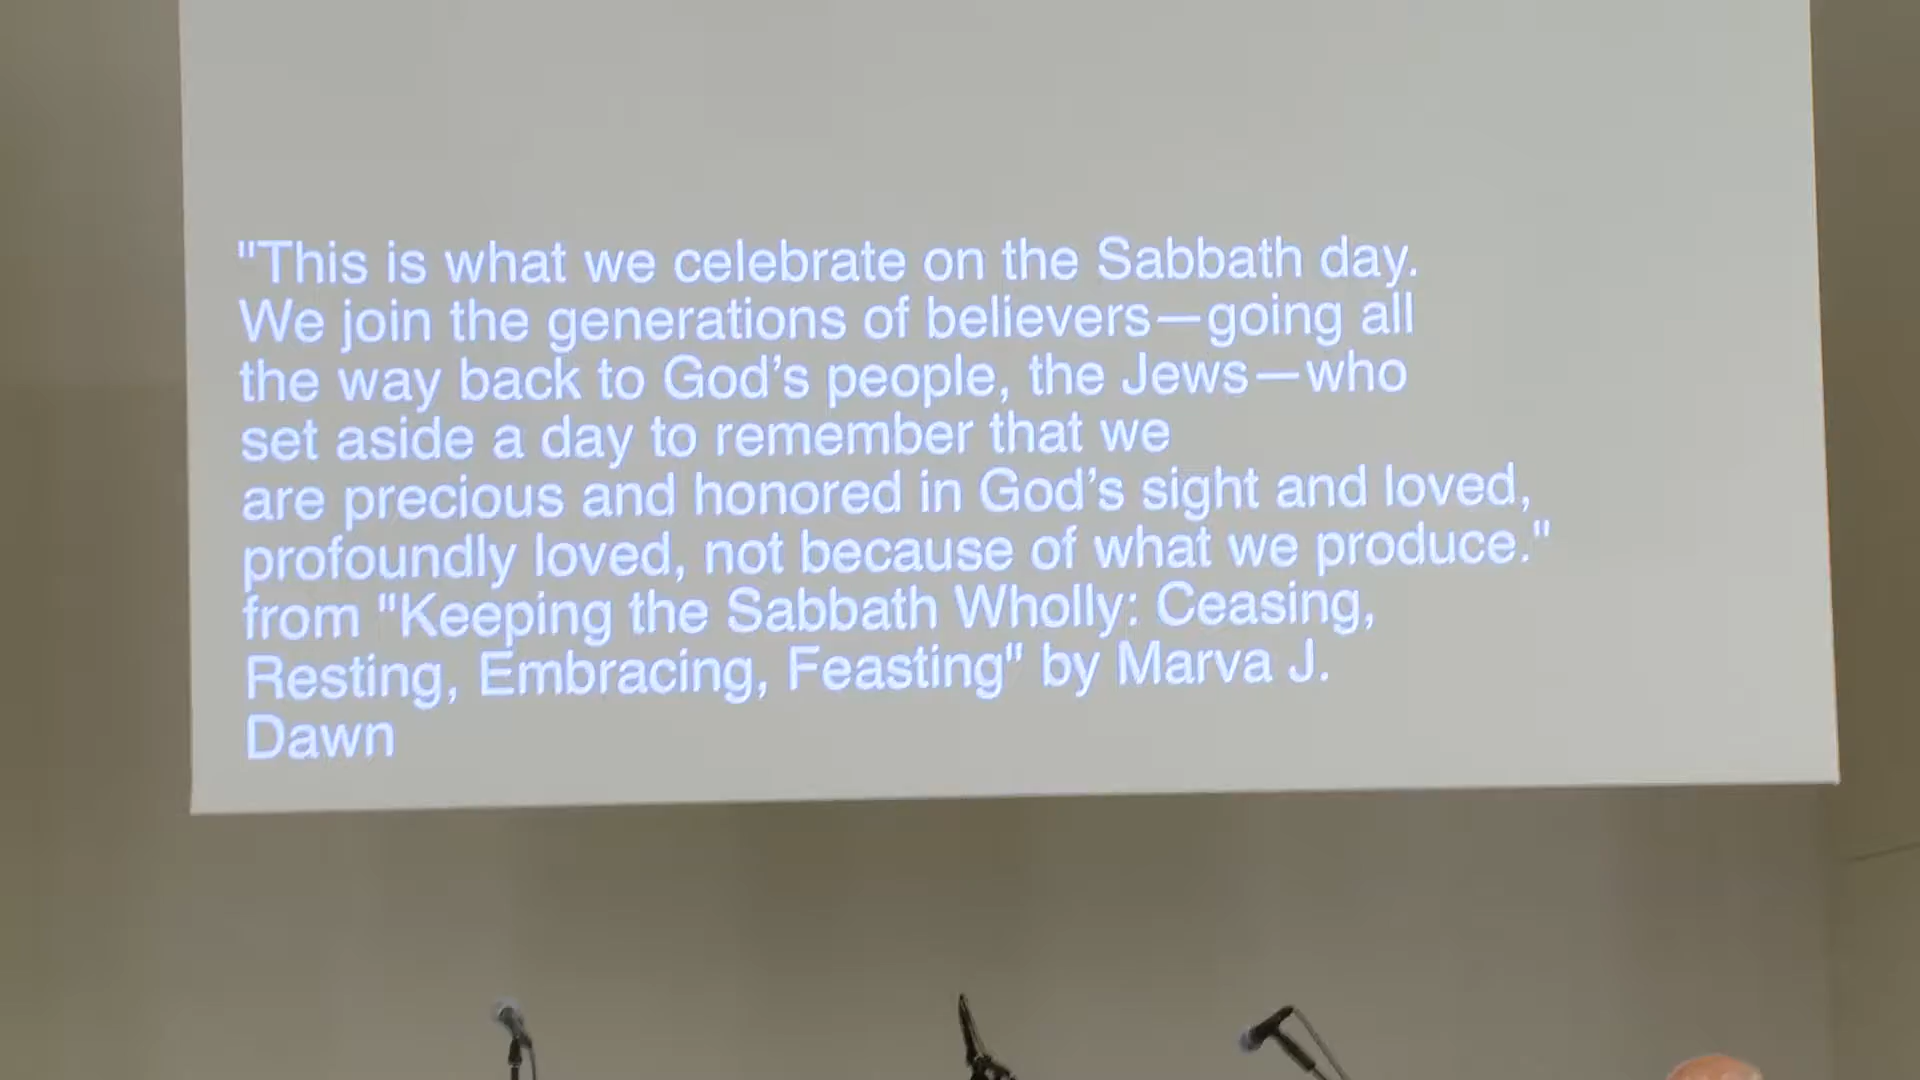 "This is what we celebrate on the Sabbath day.
We join the generations of believers—going all
the way back to God’s people, the Jews—who
set aside a day to remember that we
are precious and honored in God’s sight and loved,
profoundly loved, not because of what we produce."
from "Keeping the Sabbath Wholly: Ceasing,
Resting, Embracing, Feasting" by Marva J.
Dawn